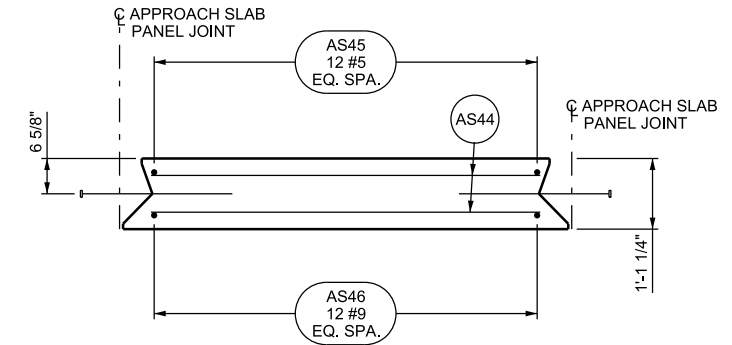 ℄ APPROACH SLAB
PANEL JOINT
AS45
12 #5
EQ. SPA.
AS44
℄ APPROACH SLAB
PANEL JOINT
6 5/8"
1'-1 1/4"
AS46
12 #9
EQ. SPA.